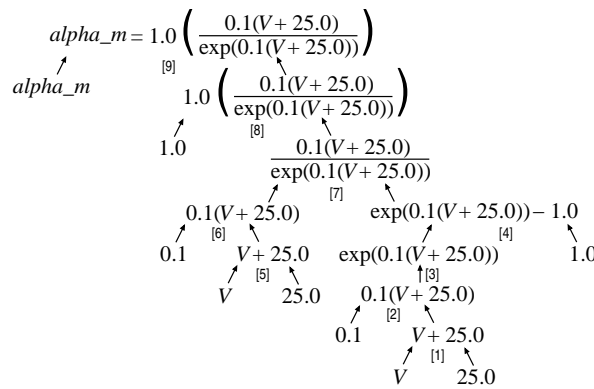 alpha_m = 1.0 ( 0.1(V + 25.0) / exp(0.1(V + 25.0)) )
[9]
alpha_m
1.0 ( 0.1(V + 25.0) / exp(0.1(V + 25.0)) )
[8]
1.0
0.1(V + 25.0) / exp(0.1(V + 25.0))
[7]
0.1(V + 25.0) exp(0.1(V + 25.0)) – 1.0
[6] [4]
0.1 V + 25.0 exp(0.1(V + 25.0)) 1.0
[5] [3]
V 25.0 0.1(V + 25.0)
[2]
0.1 V + 25.0
[1]
V 25.0